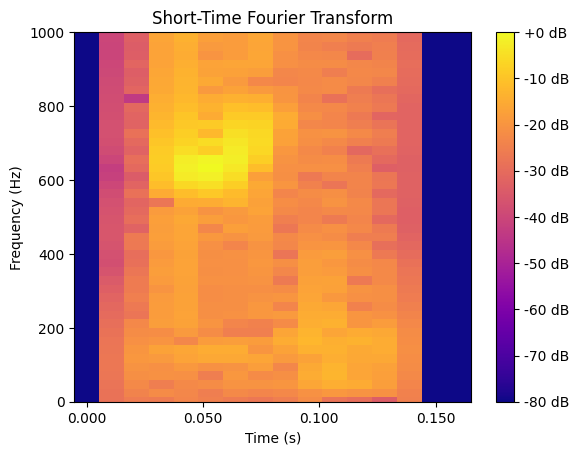 Short-Time Fourier Transform
1000
800
600
400
200
0
Frequency (Hz)
0.000
0.050
0.100
0.150
Time (s)
+0 dB
-10 dB
-20 dB
-30 dB
-40 dB
-50 dB
-60 dB
-70 dB
-80 dB